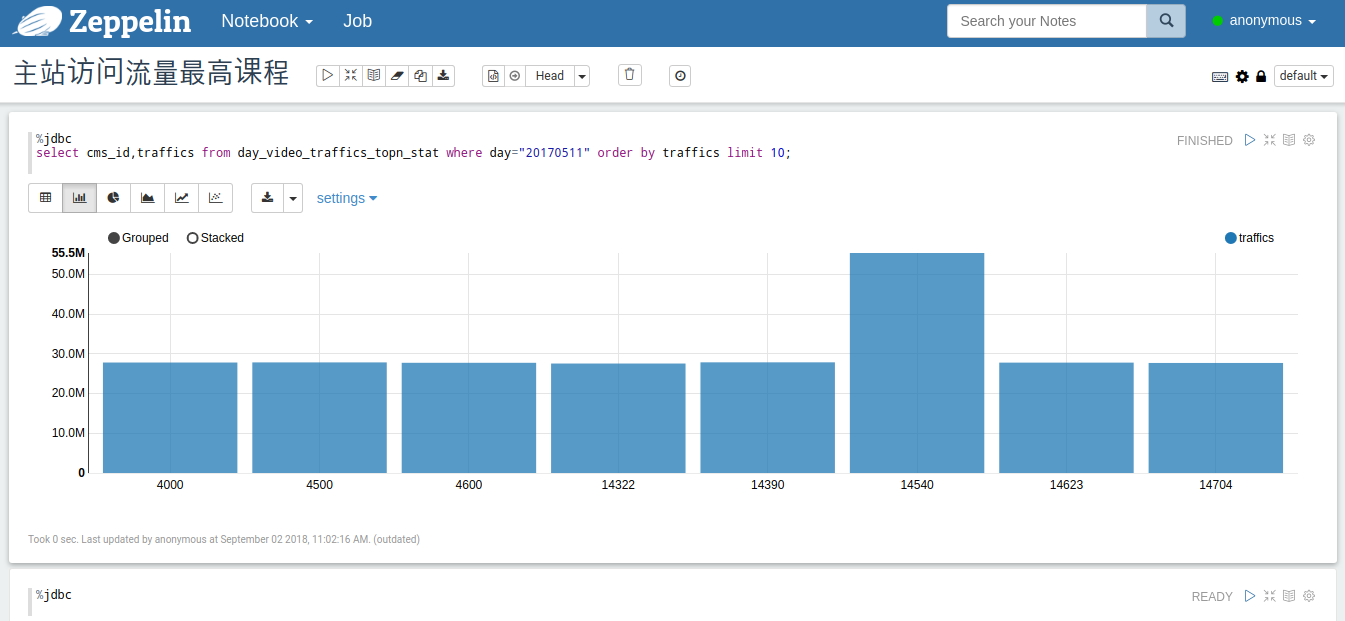 Zeppelin Notebook Job Search your Notes anonymous
主站访问流量最高课程 Head default
%jdbc
FINISHED
select cms_id,traffics from day_video_traffics_topn_stat where day="20170511" order by traffics limit 10;
settings
Grouped Stacked traffics
55.5M
50.0M
40.0M
30.0M
20.0M
10.0M
0
4000 4500 4600 14322 14390 14540 14623 14704
Took 0 sec. Last updated by anonymous at September 02 2018, 11:02:16 AM. (outdated)
%jdbc
READY